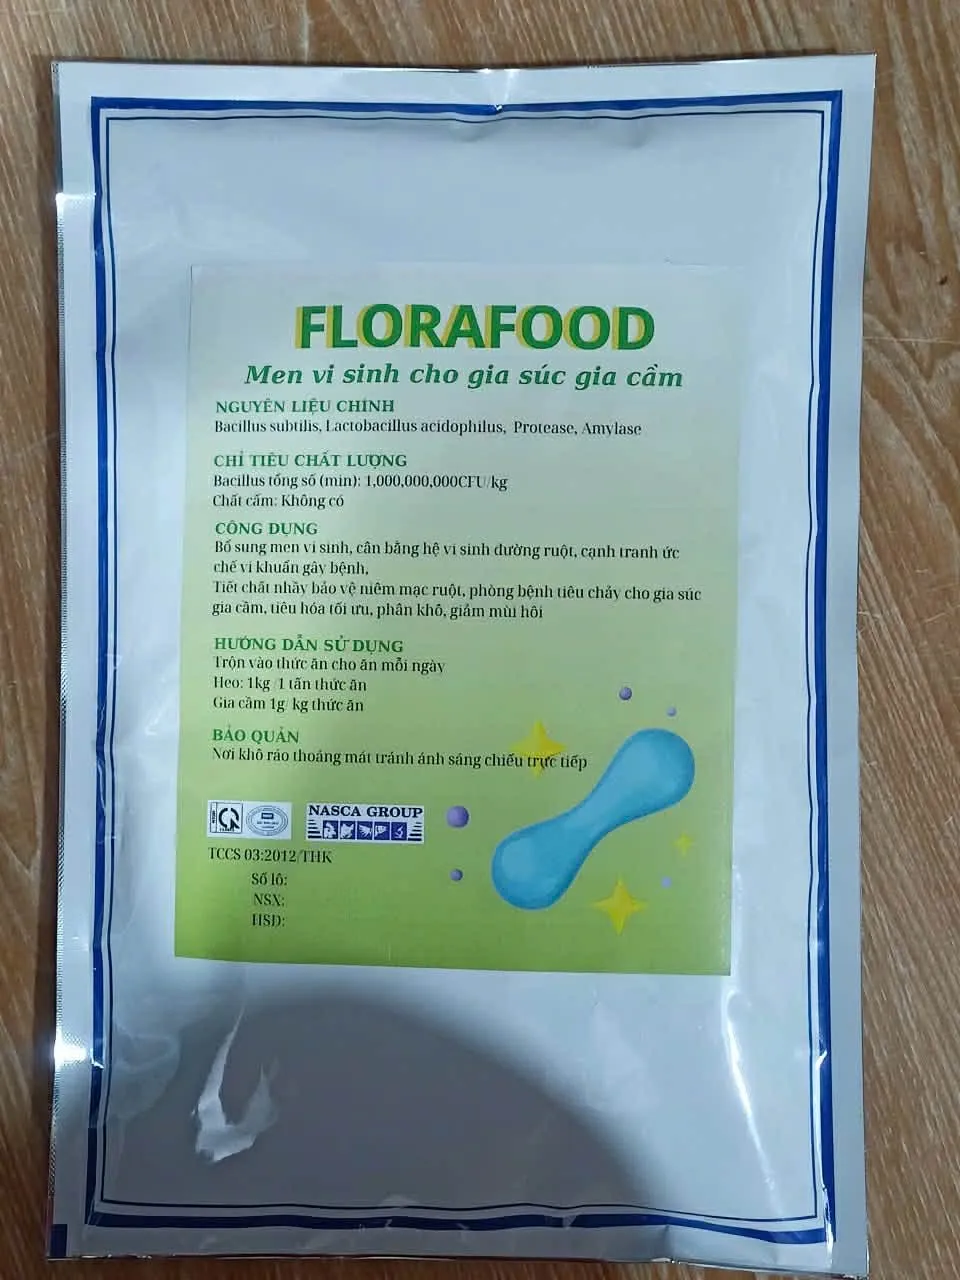 FLORAFOOD
Men vi sinh cho gia súc gia cầm
NGUYÊN LIỆU CHÍNH
Bacillus subtilis, Lactobacillus acidophilus, Protease, Amylase
CHỈ TIÊU CHẤT LƯỢNG
Bacillus tổng số (min): 1,000,000,000CFU/kg
Chất cấm: Không có
CÔNG DỤNG
Bổ sung men vi sinh, cân bằng hệ vi sinh đường ruột, cạnh tranh ức
chế vi khuẩn gây bệnh,
Tiết chất nhầy bảo vệ niêm mạc ruột, phòng bệnh tiêu chảy cho gia súc
gia cầm, tiêu hóa tối ưu, phân khô, giảm mùi hôi
HƯỚNG DẪN SỬ DỤNG
Trộn vào thức ăn cho ăn mỗi ngày
Heo: 1kg /1 tấn thức ăn
Gia cầm 1g/ kg thức ăn
BẢO QUẢN
Nơi khô ráo thoáng mát tránh ánh sáng chiếu trực tiếp
NASCA GROUP
TCCS 03:2012/THK
Số lô:
NSX:
HSD: